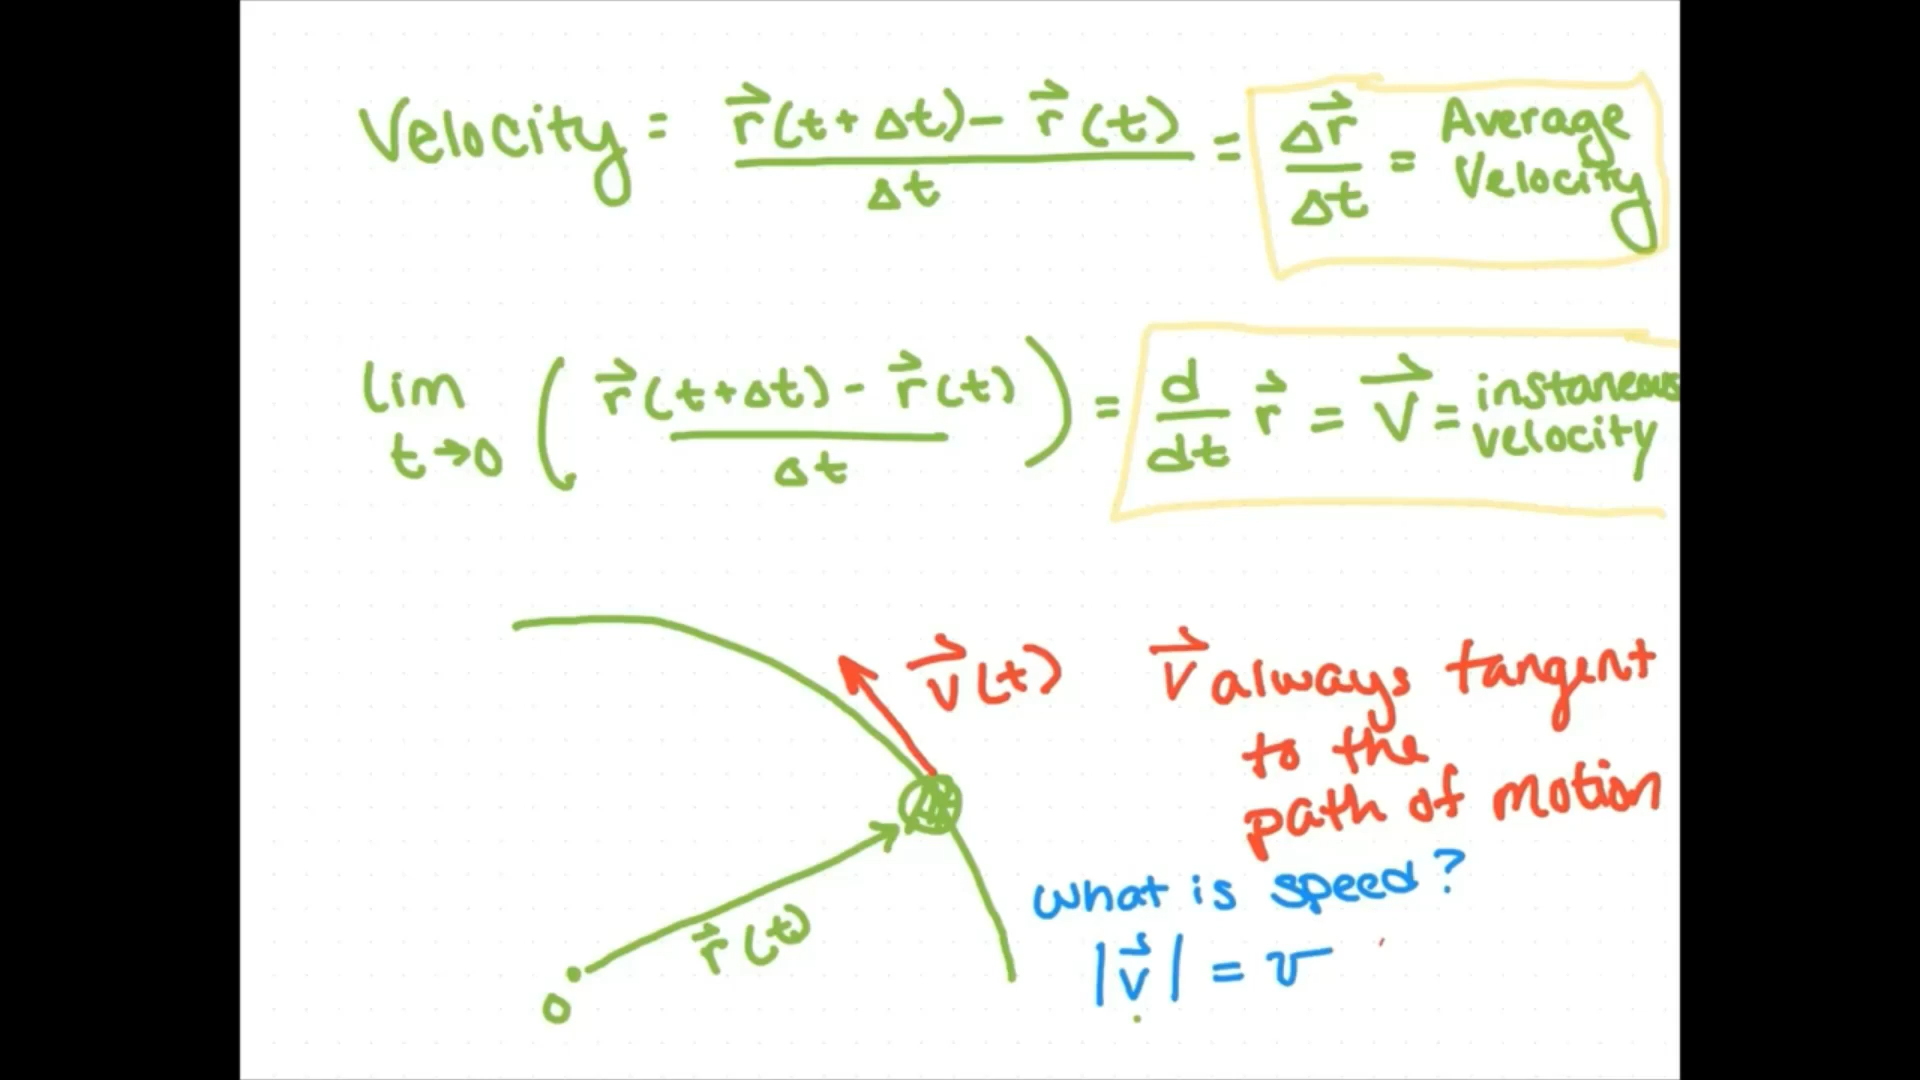 Velocity = r⃗(t+Δt) - r⃗(t) / Δt = Δr⃗ / Δt = Average Velocity
lim t→0 ( r⃗(t+Δt) - r⃗(t) / Δt ) = d/dt r⃗ = V⃗ = instaneous velocity
v⃗(t)
V⃗ always tangent
to the
path of motion
r⃗(t)
O
what is speed?
|v⃗| = v